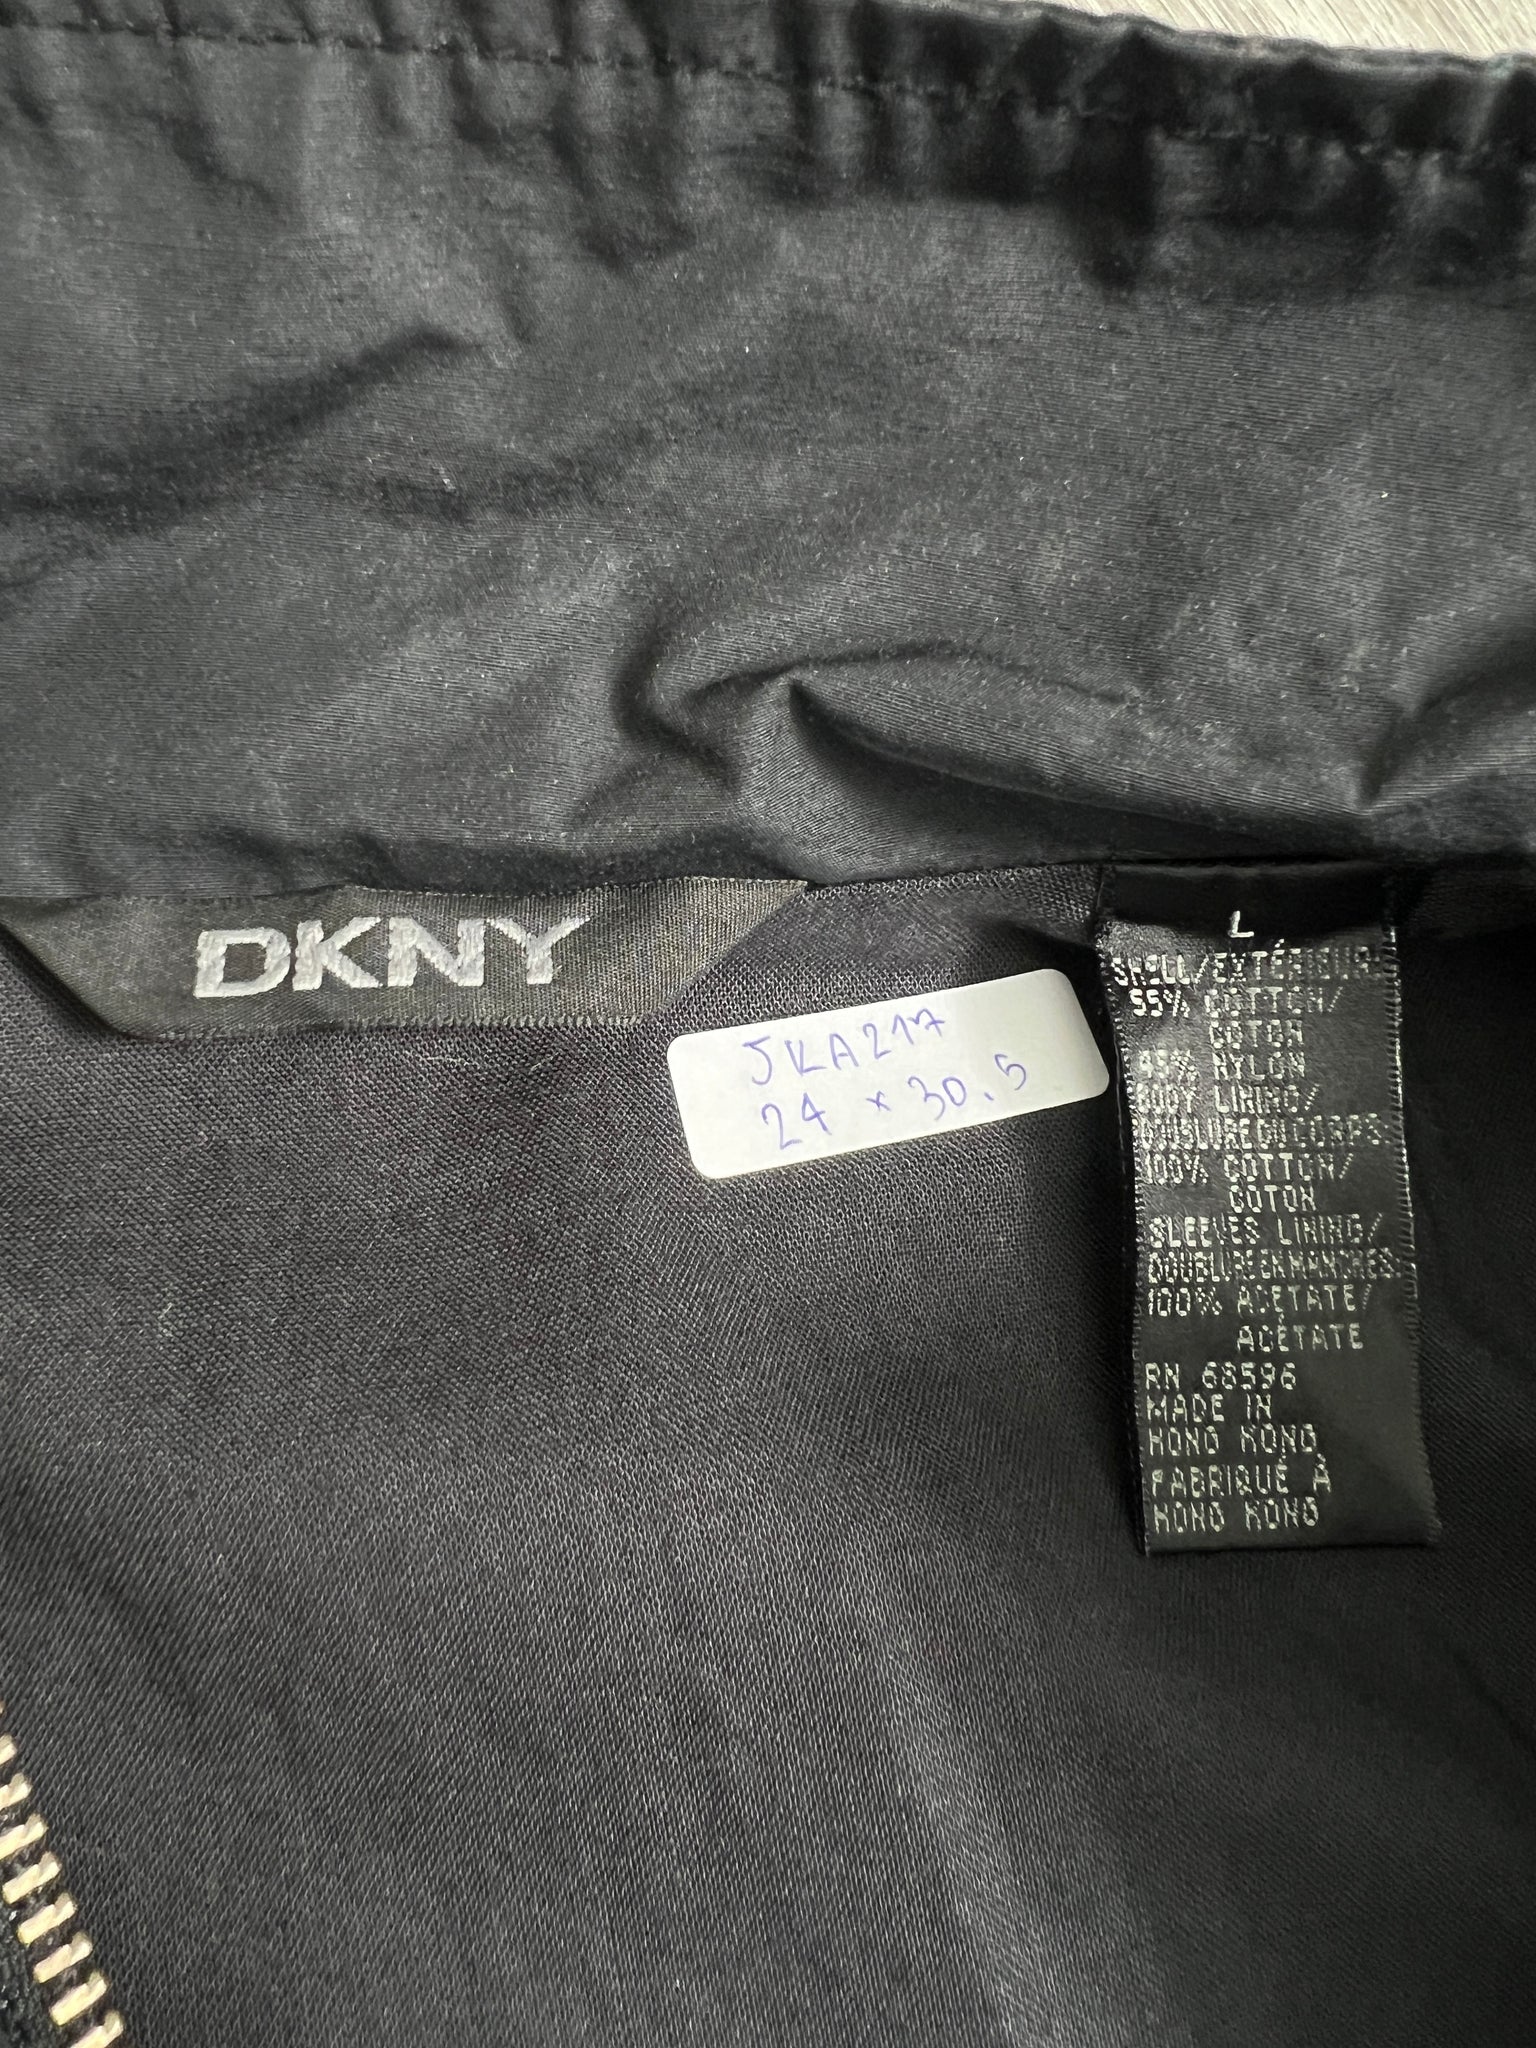 DKNY
JKA217
24 × 30.5
L
SHELL/EXTÉRIEUR
55% COTTON/
COTON
45% NYLON
BODY LINING/
DOUBLURE DU CORPS
100% COTTON/
COTON
SLEEVES LINING/
DOUBLURE EN MANCHES
100% ACETATE/
ACÉTATE
RN 68596
MADE IN
HONG KONG
FABRIQUÉ À
HONG KONG